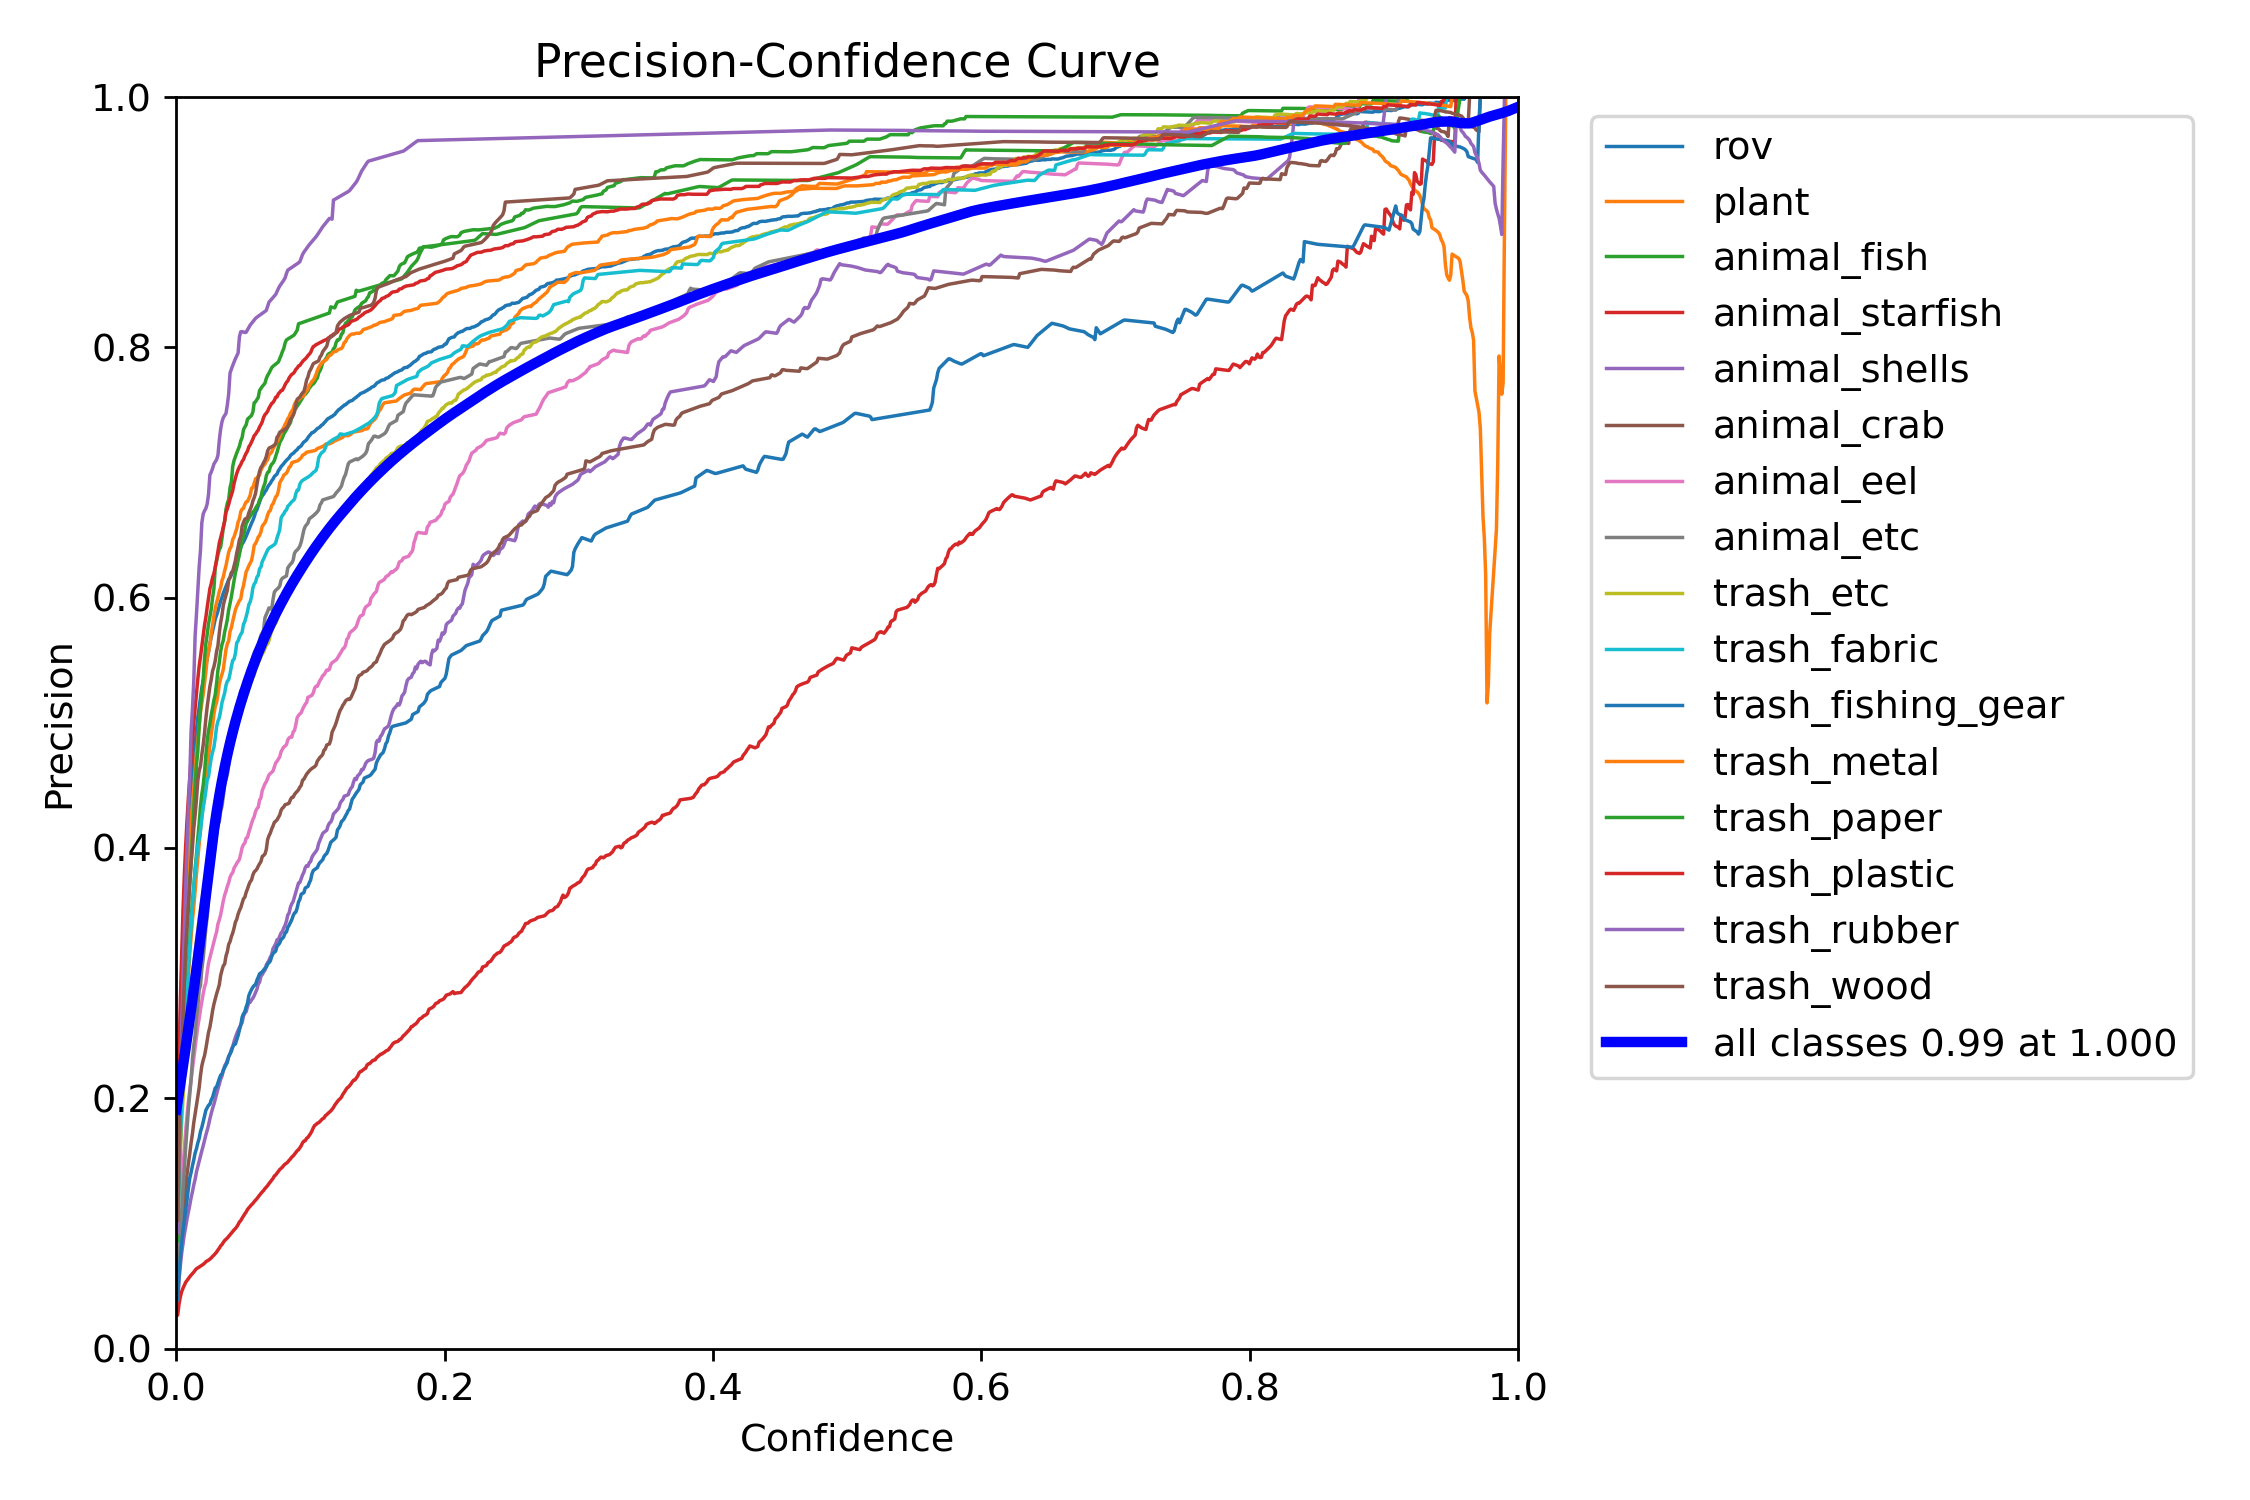 Precision-Confidence Curve
1.0
0.8
0.6
0.4
0.2
0.0
Precision
0.0 0.2 0.4 0.6 0.8 1.0
Confidence
rov
plant
animal_fish
animal_starfish
animal_shells
animal_crab
animal_eel
animal_etc
trash_etc
trash_fabric
trash_fishing_gear
trash_metal
trash_paper
trash_plastic
trash_rubber
trash_wood
all classes 0.99 at 1.000